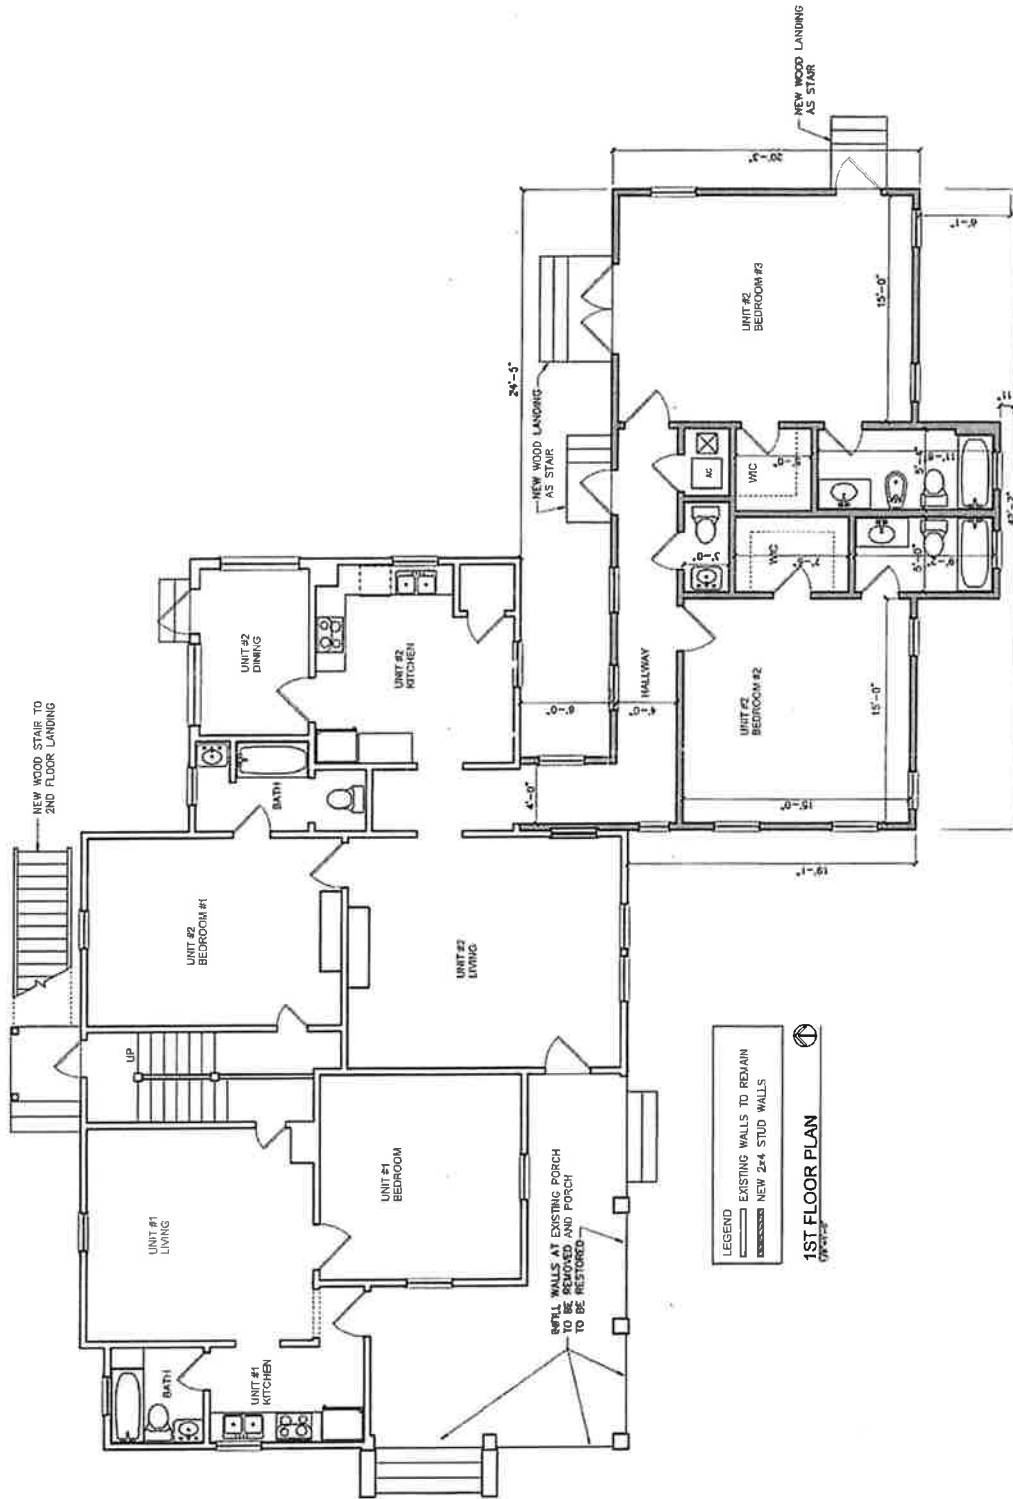 NEW WOOD STAIR TO
2ND FLOOR LANDING
UNIT #2
DINING
UNIT #2
KITCHEN
BATH
UNIT #2
BEDROOM #1
UNIT #2
LIVING
UP
UNIT #1
LIVING
UNIT #1
BEDROOM
BATH
UNIT #1
KITCHEN
INFILL WALLS AT EXISTING PORCH
TO BE REMOVED AND PORCH
TO BE RESTORED
NEW WOOD LANDING
AS STAIR
NEW WOOD LANDING
AS STAIR
24'-5"
20'-3"
6'-1"
UNIT #2
BEDROOM #3
15'-0"
AC
WIC
WIC
5'-4"
5'-0"
3'-0"
HALLWAY
4'-0"
4'-0"
UNIT #2
BEDROOM #2
15'-0"
15'-0"
LEGEND
EXISTING WALLS TO REMAIN
NEW 2x4 STUD WALLS
1ST FLOOR PLAN